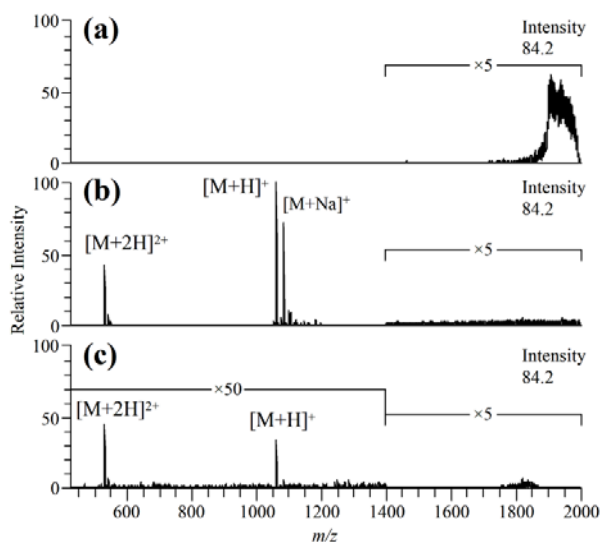 (a)
Intensity
84.2
×5
100
50
0
(b)
[M+H]⁺
[M+Na]⁺
[M+2H]²⁺
Intensity
84.2
×5
100
50
0
(c)
Intensity
84.2
×50
×5
[M+2H]²⁺
[M+H]⁺
100
50
0
Relative Intensity
600 800 1000 1200 1400 1600 1800 2000
m/z